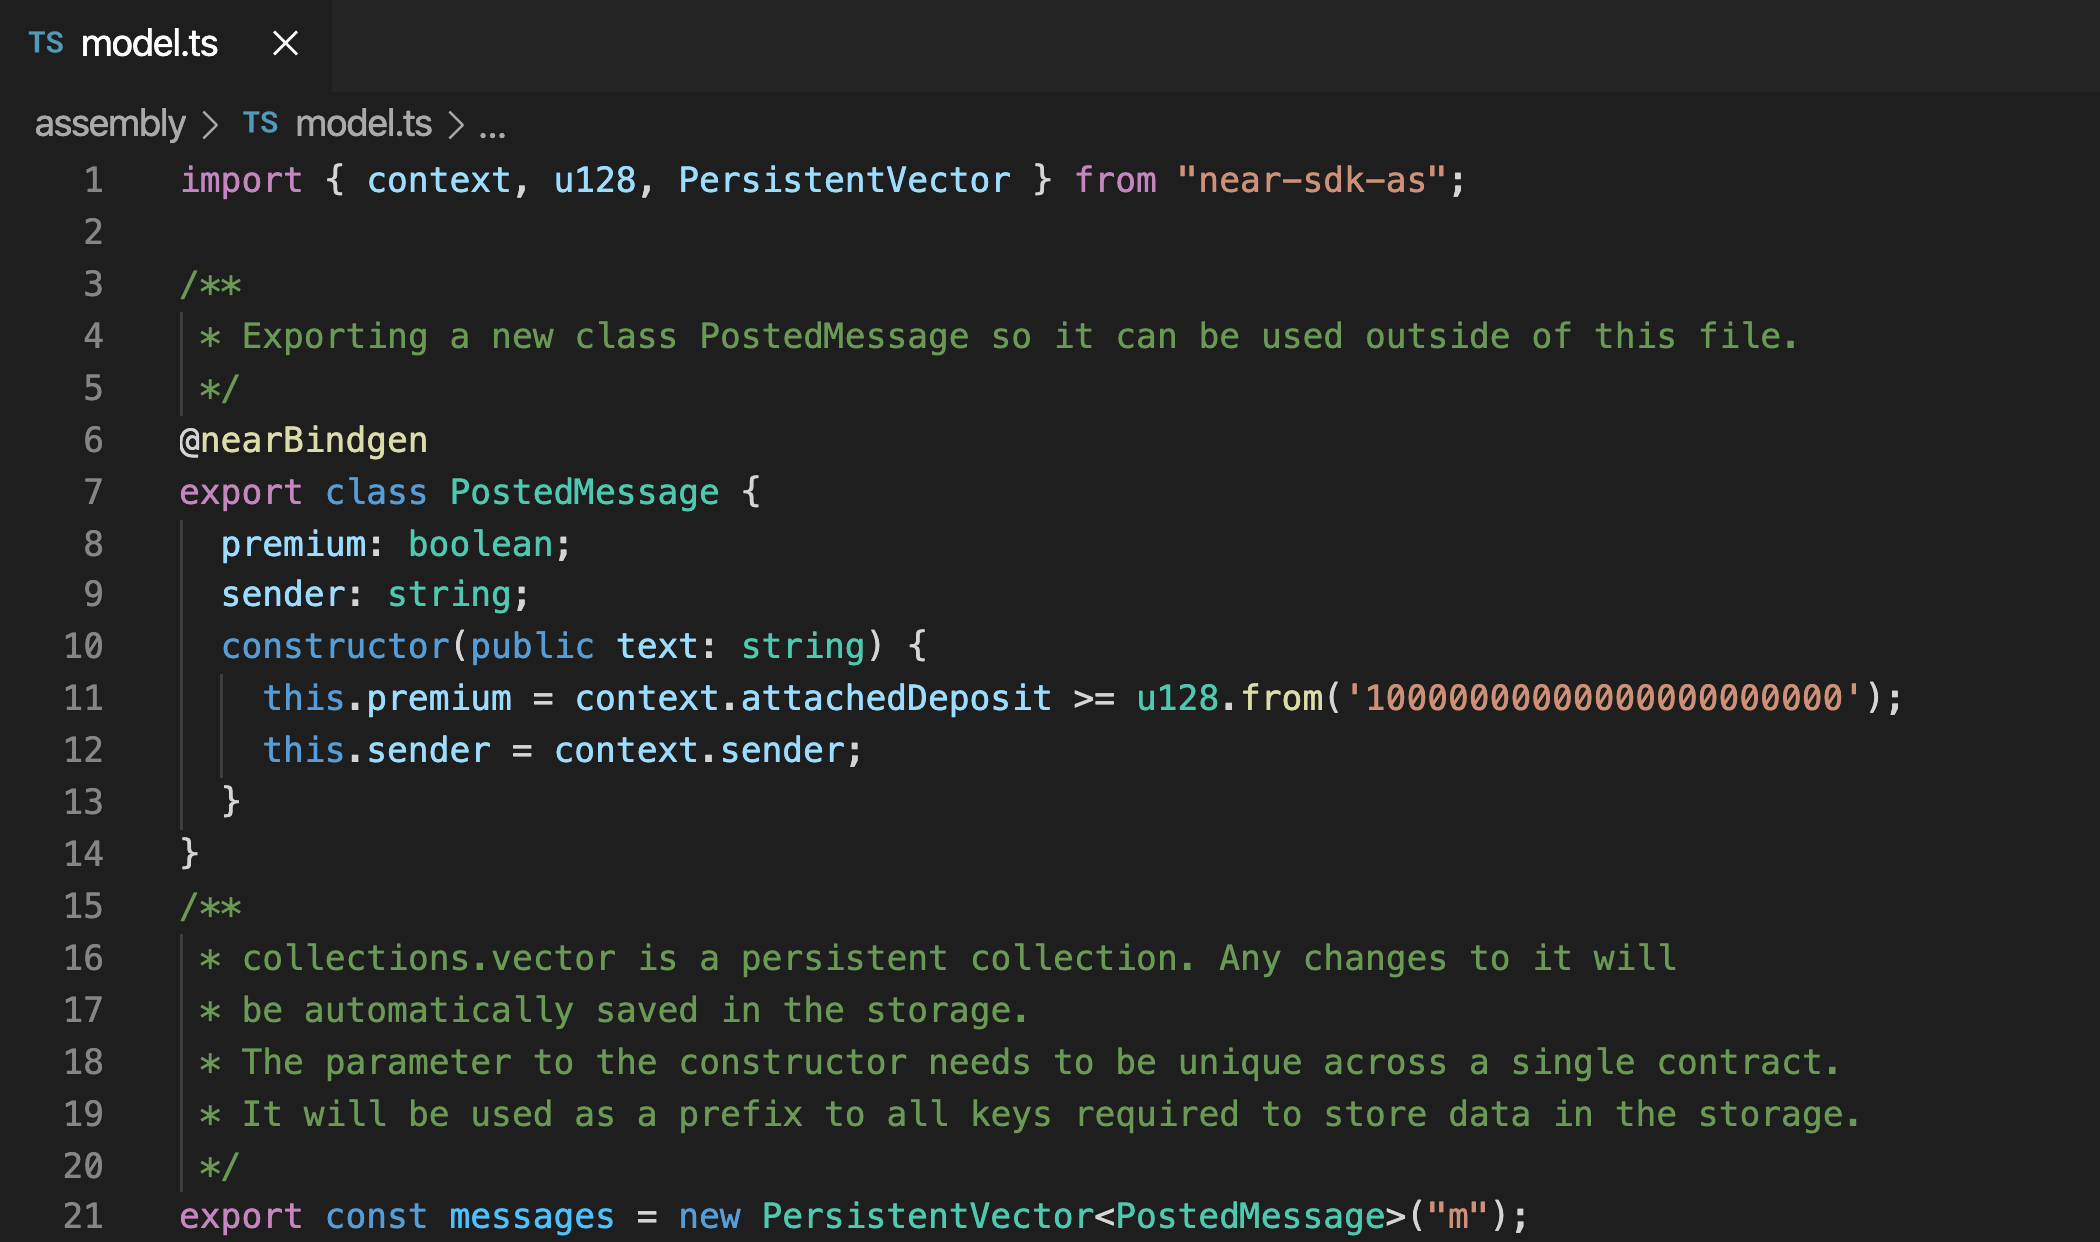 TS model.ts
assembly > TS model.ts > ...
1 import { context, u128, PersistentVector } from "near-sdk-as";
2
3 /**
4 * Exporting a new class PostedMessage so it can be used outside of this file.
5 */
6 @nearBindgen
7 export class PostedMessage {
8 premium: boolean;
9 sender: string;
10 constructor(public text: string) {
11 this.premium = context.attachedDeposit >= u128.from('10000000000000000000000');
12 this.sender = context.sender;
13 }
14 }
15 /**
16 * collections.vector is a persistent collection. Any changes to it will
17 * be automatically saved in the storage.
18 * The parameter to the constructor needs to be unique across a single contract.
19 * It will be used as a prefix to all keys required to store data in the storage.
20 */
21 export const messages = new PersistentVector<PostedMessage>("m");